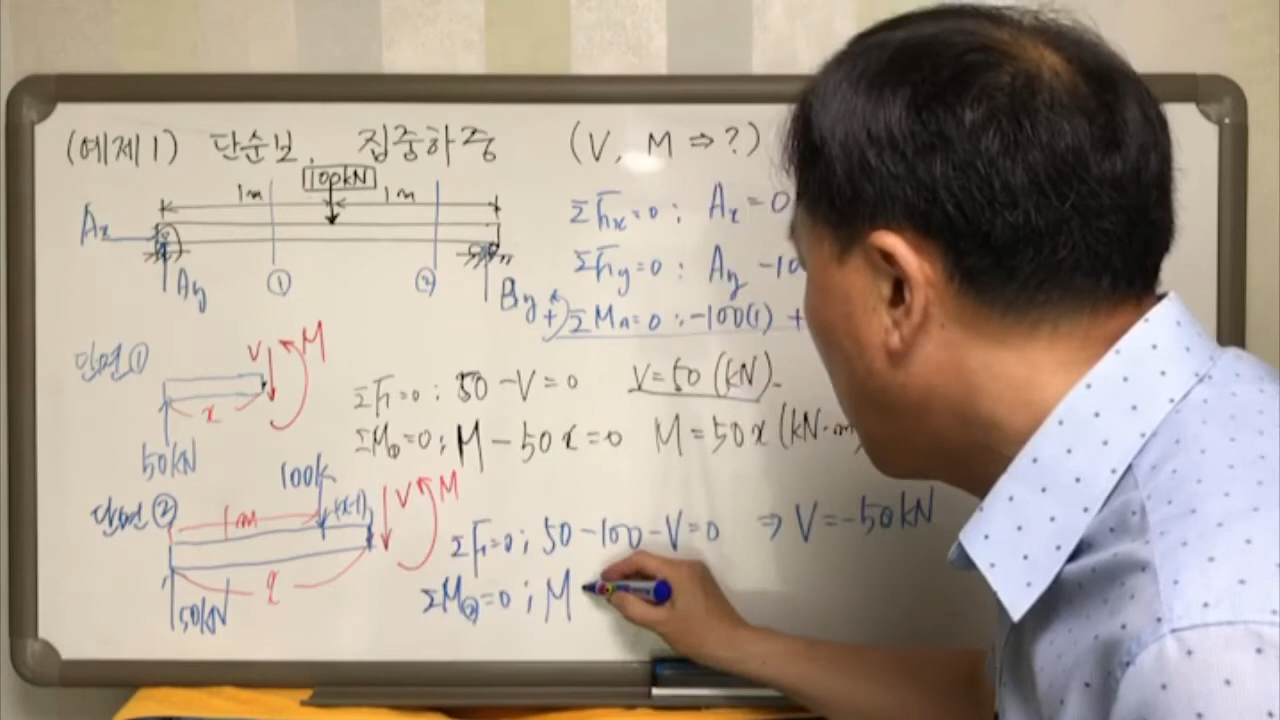 (예제1) 단순보, 집중하중 (V, M ⇒ ?)
1m 100kN 1m
Ax
Ay ① ② By
ΣFx=0 ; Ax=0
ΣFy=0 ; Ay-10
ΣMA=0 ; -100(1) +
단면① V M
x
50kN
ΣF=0 ; 50-V=0 V=50 (kN).
ΣM①=0 ; M-50x=0 M=50x (kN·m
단면② 100k V M
1m (x-1)
x
50kN
ΣF=0 ; 50-100-V=0 ⇒ V=-50kN
ΣM②=0 ; M